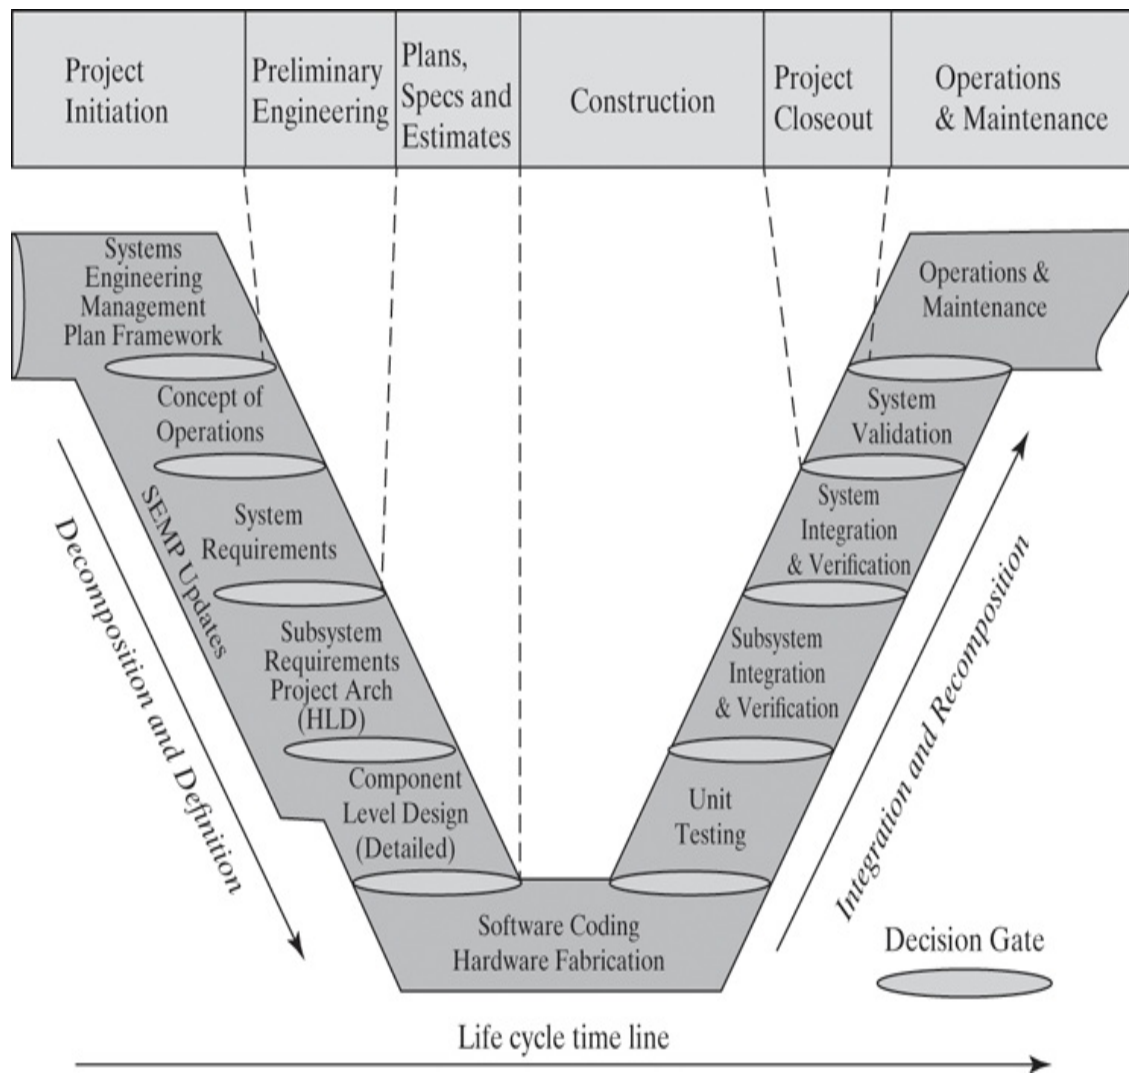 Project
Initiation
Preliminary
Engineering
Plans,
Specs and
Estimates
Construction
Project
Closeout
Operations
& Maintenance
Systems
Engineering
Management
Plan Framework
Concept of
Operations
System
Requirements
Subsystem
Requirements
Project Arch
(HLD)
Component
Level Design
(Detailed)
SEMP Updates
Decomposition and Definition
Software Coding
Hardware Fabrication
Unit
Testing
Subsystem
Integration
& Verification
System
Integration
& Verification
System
Validation
Operations &
Maintenance
Integration and Recomposition
Decision Gate
Life cycle time line